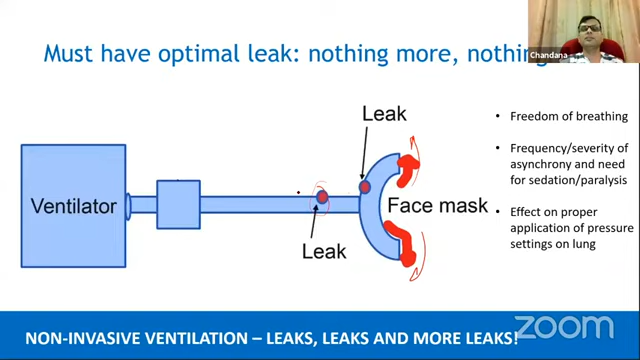 Must have optimal leak: nothing more, nothing
Chandana
Leak
Ventilator
Face mask
Leak
• Freedom of breathing
• Frequency/severity of
asynchrony and need
for sedation/paralysis
• Effect on proper
application of pressure
settings on lung
NON-INVASIVE VENTILATION – LEAKS, LEAKS AND MORE LEAKS!
zoom